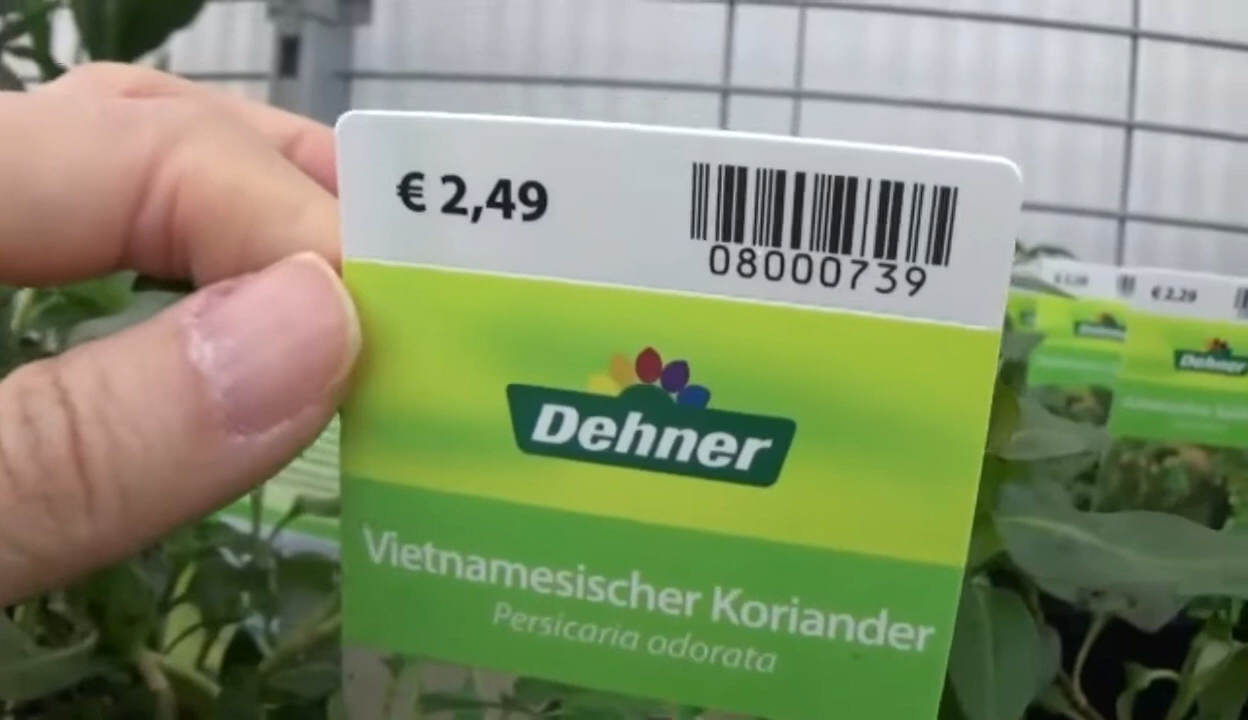 € 2,49
08000739
Dehner
Vietnamesischer Koriander
Persicaria odorata
€ 2,29
Dehner